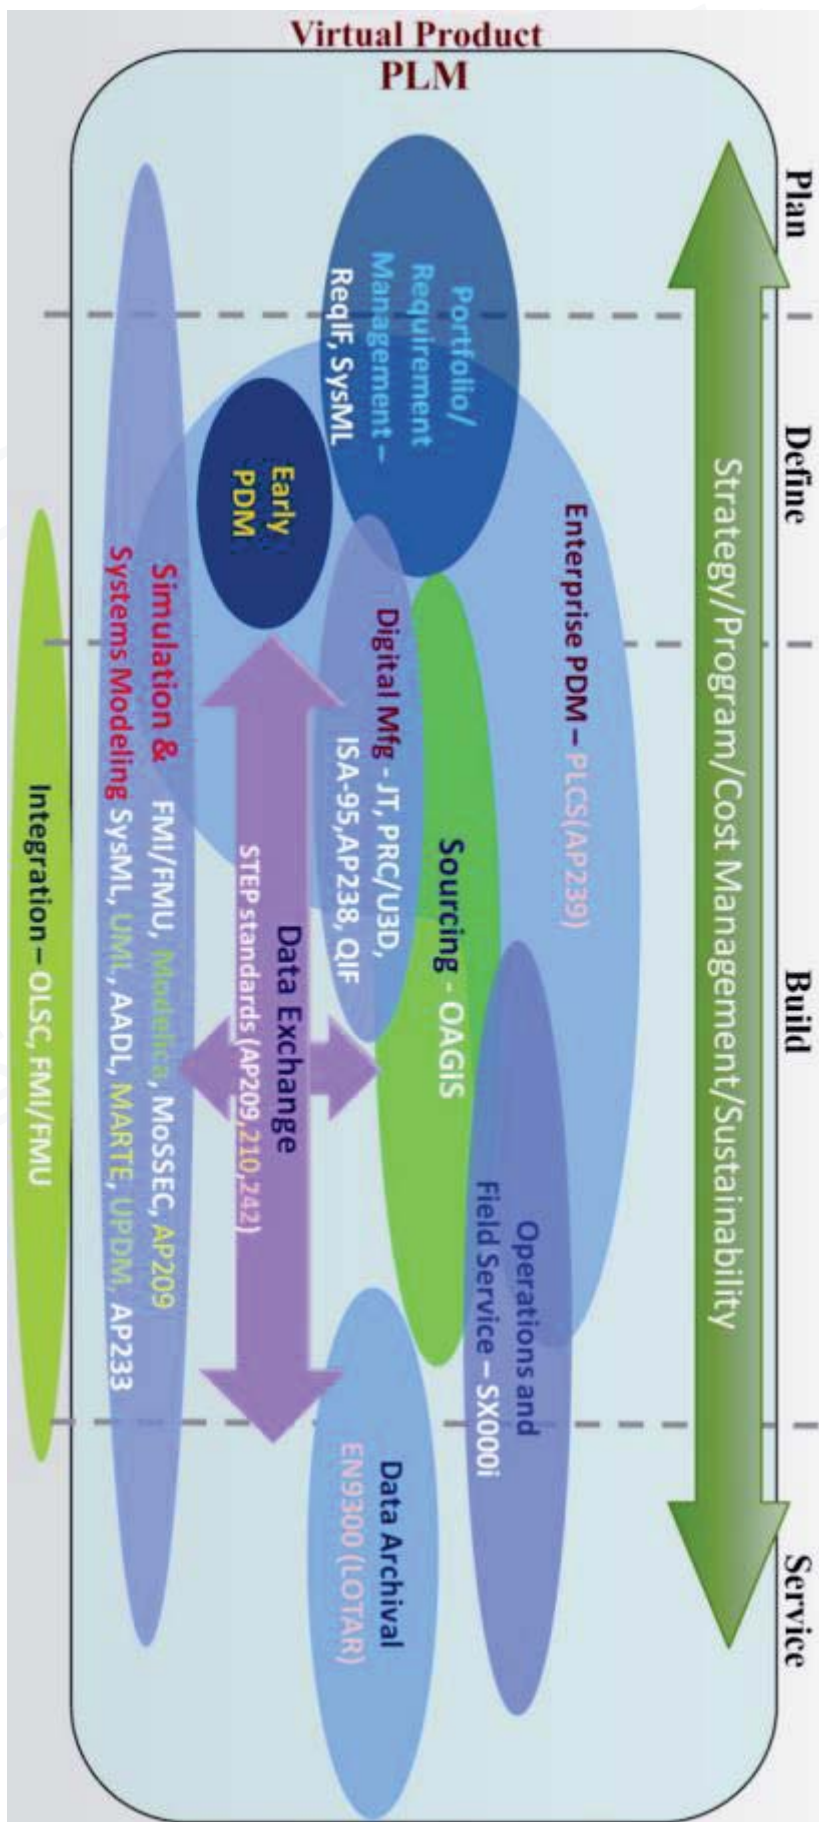 Virtual Product
PLM
Plan
Define
Build
Service
Strategy/Program/Cost Management/Sustainability
Enterprise PDM – PLCS(AP239)
Portfolio/
Requirement
Management –
ReqIF, SysML
Operations and
Field Service – SX000i
Sourcing - OAGIS
Digital Mfg - JT, PRC/U3D,
ISA-95,AP238, QIF
Data Archival
EN9300 (LOTAR)
Early
PDM
Data Exchange
STEP standards (AP209,210,242)
Simulation & FMI/FMU, Modelica, MoSSEC, AP209
Systems Modeling SysML, UML, AADL, MARTE, UPDM, AP233
Integration – OLSC, FMI/FMU